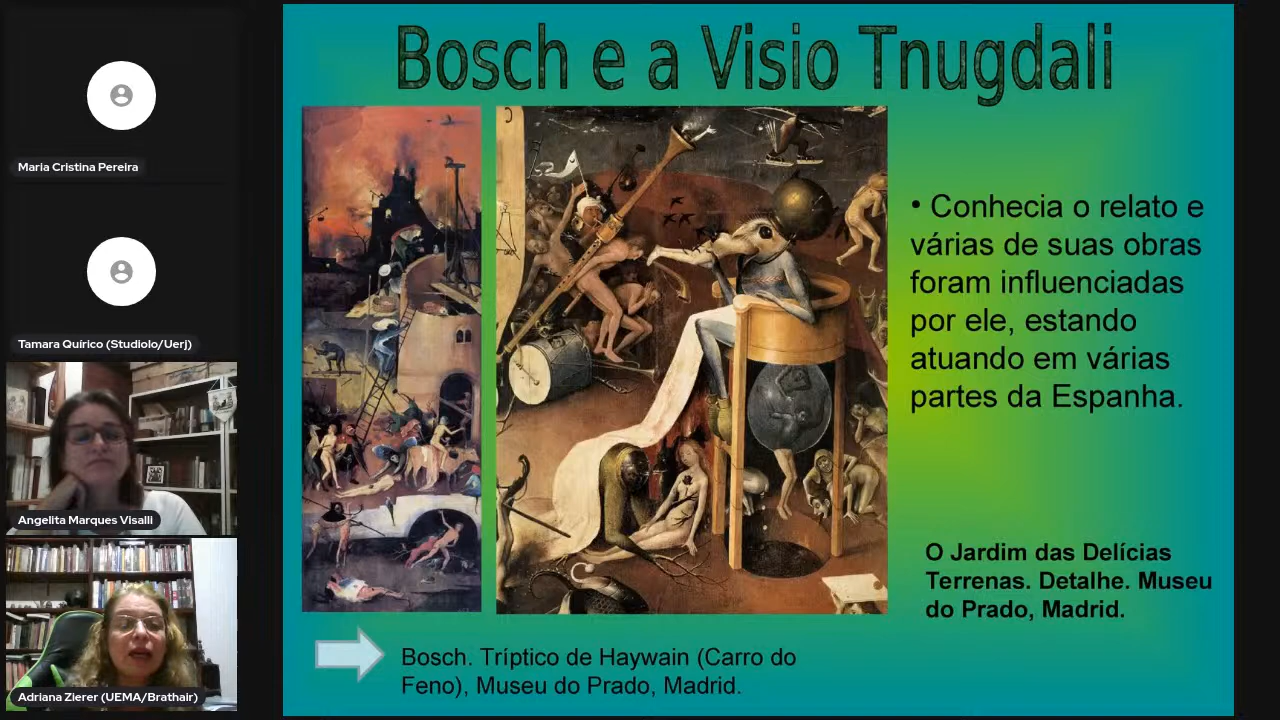 Bosch e a Visio Tnugdali
Maria Cristina Pereira
Tamara Quírico (Studiolo/Uerj)
Angelita Marques Visalli
Adriana Zierer (UEMA/Brathair)
• Conhecia o relato e
várias de suas obras
foram influenciadas
por ele, estando
atuando em várias
partes da Espanha.
O Jardim das Delícias
Terrenas. Detalhe. Museu
do Prado, Madrid.
Bosch. Tríptico de Haywain (Carro do
Feno), Museu do Prado, Madrid.